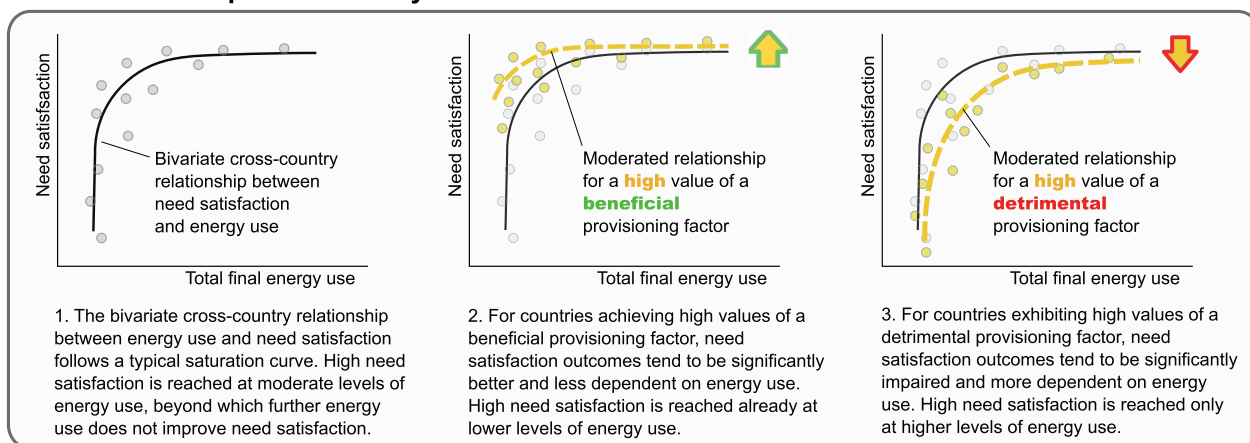 Need satisfsaction
Bivariate cross-country
relationship between
need satisfaction
and energy use
Total final energy use
1. The bivariate cross-country relationship
between energy use and need satisfaction
follows a typical saturation curve. High need
satisfaction is reached at moderate levels of
energy use, beyond which further energy
use does not improve need satisfaction.
Need satisfaction
Moderated relationship
for a high value of a
beneficial
provisioning factor
Total final energy use
2. For countries achieving high values of a
beneficial provisioning factor, need
satisfaction outcomes tend to be significantly
better and less dependent on energy use.
High need satisfaction is reached already at
lower levels of energy use.
Need satisfaction
Moderated relationship
for a high value of a
detrimental
provisioning factor
Total final energy use
3. For countries exhibiting high values of a
detrimental provisioning factor, need
satisfaction outcomes tend to be significantly
impaired and more dependent on energy
use. High need satisfaction is reached only
at higher levels of energy use.